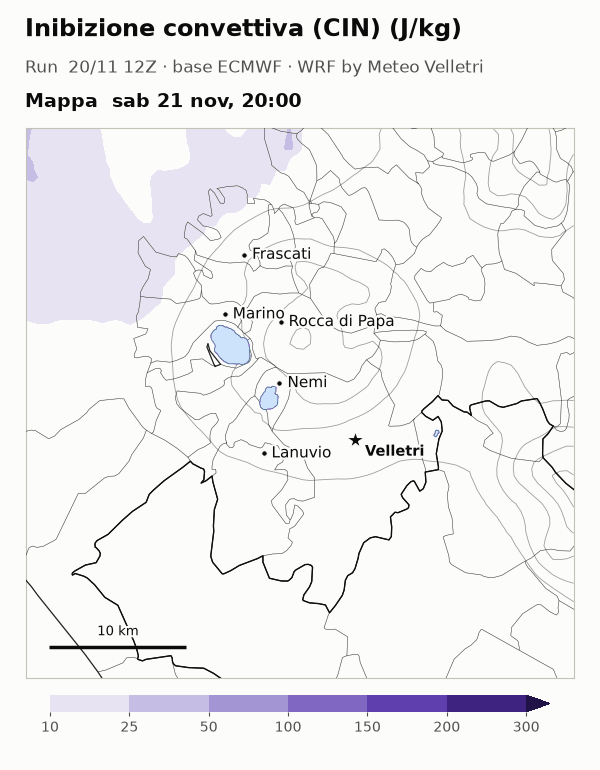 Inibizione convettiva (CIN) (J/kg)
Run  20/11 12Z · base ECMWF · WRF by Meteo Velletri
Mappa  sab 21 nov, 20:00
Frascati
Marino
Rocca di Papa
Nemi
Velletri
Lanuvio
10 km
10 25 50 100 150 200 300